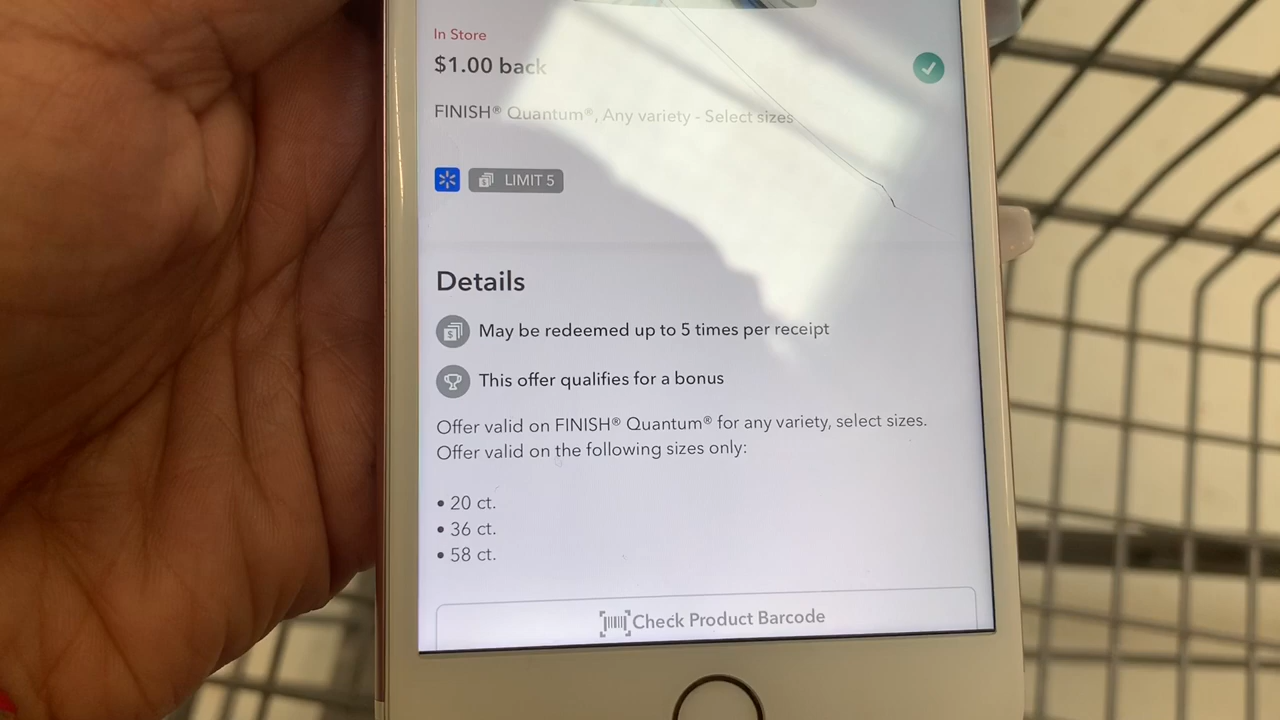 In Store
$1.00 back
FINISH® Quantum®, Any variety - Select sizes
LIMIT 5
Details
May be redeemed up to 5 times per receipt
This offer qualifies for a bonus
Offer valid on FINISH® Quantum® for any variety, select sizes.
Offer valid on the following sizes only:
• 20 ct.
• 36 ct.
• 58 ct.
Check Product Barcode